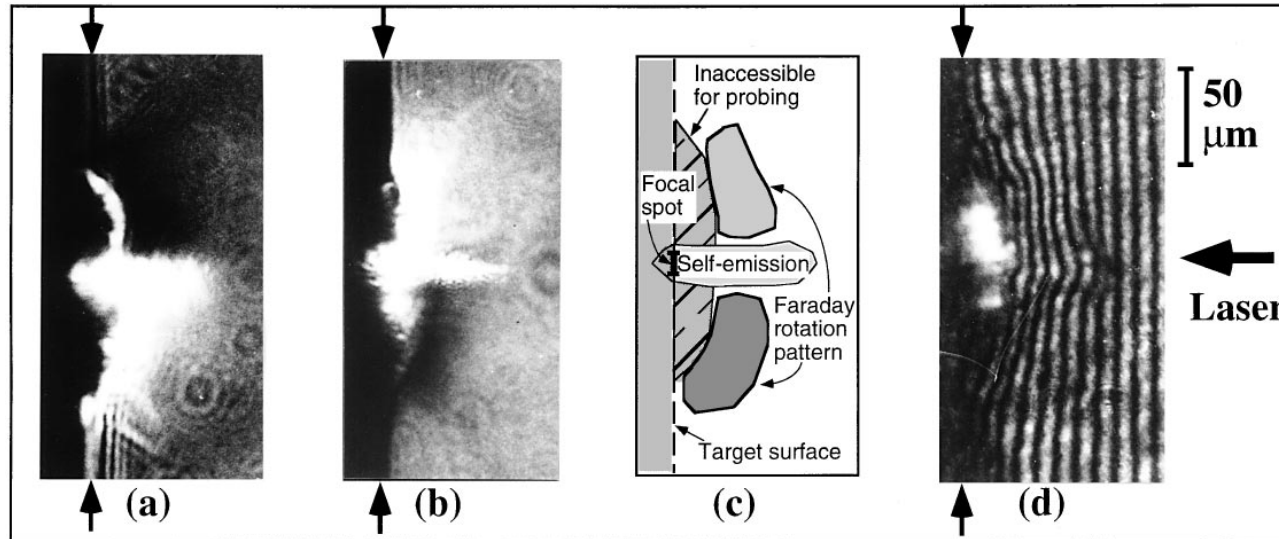 Inaccessible
for probing
Focal
spot
Self-emission
Faraday
rotation
pattern
Target surface
50
µm
Laser
(a)
(b)
(c)
(d)